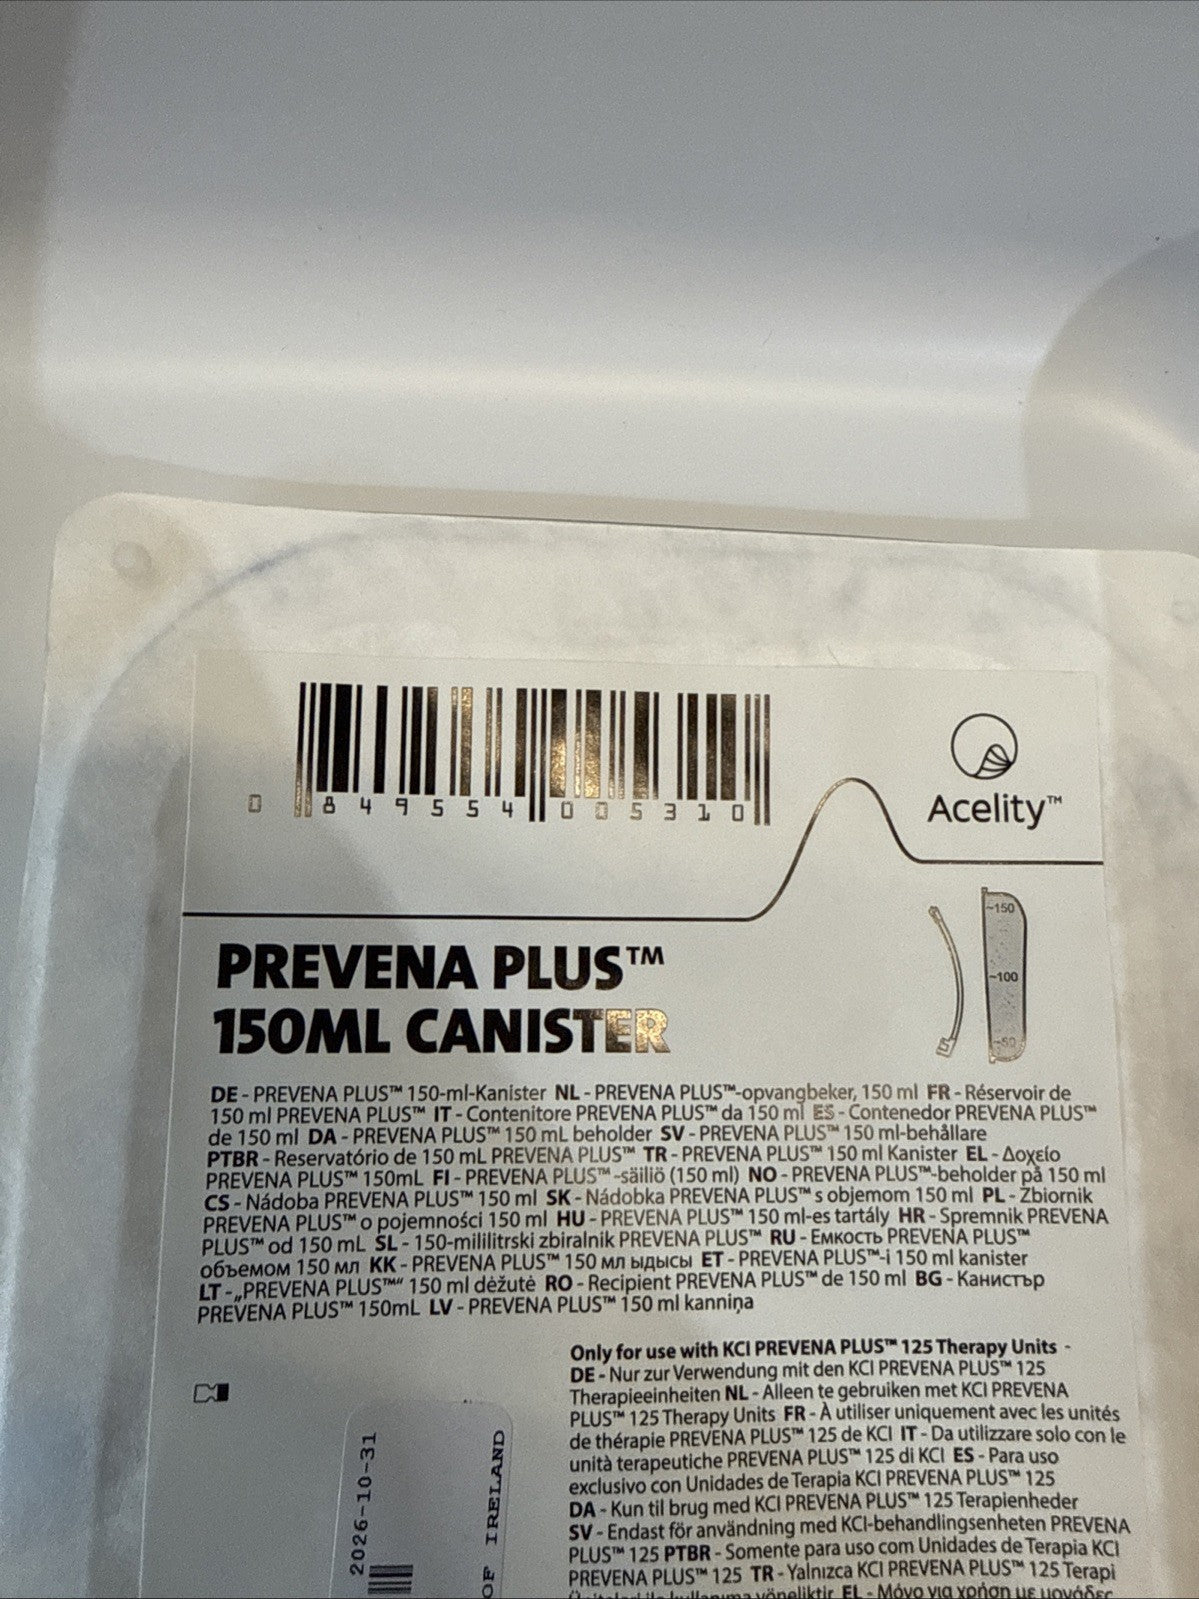 0 849554 005310
Acelity™
~150
~100
~50
PREVENA PLUS™
150ML CANISTER
DE - PREVENA PLUS™ 150-ml-Kanister NL - PREVENA PLUS™-opvangbeker, 150 ml FR - Réservoir de
150 ml PREVENA PLUS™ IT - Contenitore PREVENA PLUS™ da 150 ml ES - Contenedor PREVENA PLUS™
de 150 ml DA - PREVENA PLUS™ 150 mL beholder SV - PREVENA PLUS™ 150 ml-behållare
PTBR - Reservatório de 150 mL PREVENA PLUS™ TR - PREVENA PLUS™ 150 ml Kanister EL - Δοχείο
PREVENA PLUS™ 150mL FI - PREVENA PLUS™ -säiliö (150 ml) NO - PREVENA PLUS™-beholder på 150 ml
CS - Nádoba PREVENA PLUS™ 150 ml SK - Nádobka PREVENA PLUS™ s objemom 150 ml PL - Zbiornik
PREVENA PLUS™ o pojemności 150 ml HU - PREVENA PLUS™ 150 ml-es tartály HR - Spremnik PREVENA
PLUS™ od 150 mL SL - 150-mililitrski zbiralnik PREVENA PLUS™ RU - Емкость PREVENA PLUS™
объемом 150 мл KK - PREVENA PLUS™ 150 мл ыдысы ET - PREVENA PLUS™-i 150 ml kanister
LT - „PREVENA PLUS™“ 150 ml dėžutė RO - Recipient PREVENA PLUS™ de 150 ml BG - Канистър
PREVENA PLUS™ 150mL LV - PREVENA PLUS™ 150 ml kanniņa
Only for use with KCI PREVENA PLUS™ 125 Therapy Units -
DE - Nur zur Verwendung mit den KCI PREVENA PLUS™ 125
Therapieeinheiten NL - Alleen te gebruiken met KCI PREVENA
PLUS™ 125 Therapy Units FR - À utiliser uniquement avec les unités
de thérapie PREVENA PLUS™ 125 de KCI IT - Da utilizzare solo con le
unità terapeutiche PREVENA PLUS™ 125 di KCI ES - Para uso
exclusivo con Unidades de Terapia KCI PREVENA PLUS™ 125
DA - Kun til brug med KCI PREVENA PLUS™ 125 Terapienheder
SV - Endast för användning med KCI-behandlingsenheten PREVENA
PLUS™ 125 PTBR - Somente para uso com Unidades de Terapia KCI
PREVENA PLUS™ 125 TR - Yalnızca KCI PREVENA PLUS™ 125 Terapi
EL - Μόνο για χρήση με μονάδες
2026-10-31
OF IRELAND